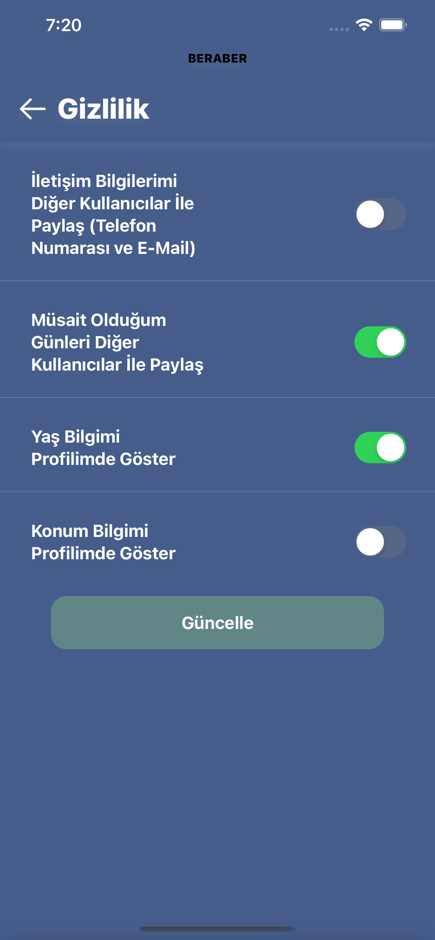 7:20
BERABER
Gizlilik
İletişim Bilgilerimi
Diğer Kullanıcılar İle
Paylaş (Telefon
Numarası ve E-Mail)
Müsait Olduğum
Günleri Diğer
Kullanıcılar İle Paylaş
Yaş Bilgimi
Profilimde Göster
Konum Bilgimi
Profilimde Göster
Güncelle